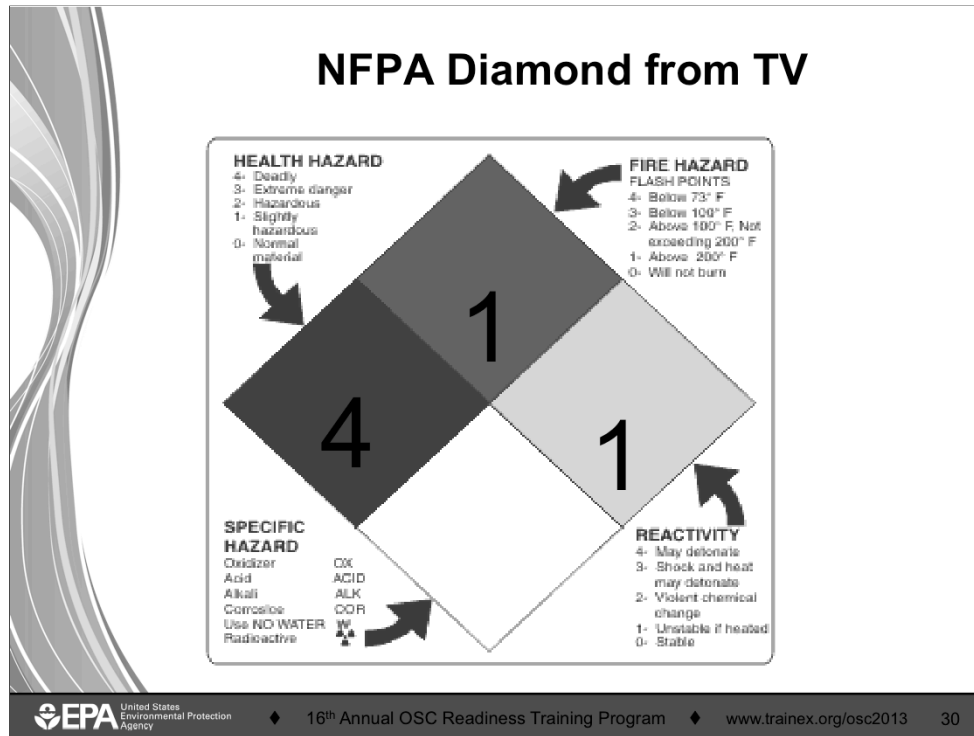 NFPA Diamond from TV
HEALTH HAZARD
4- Deadly
3- Extreme danger
2- Hazardous
1- Slightly
hazardous
0- Normal
material
FIRE HAZARD
FLASH POINTS
4- Below 73° F
3- Below 100° F
2- Above 100° F, Not
exceeding 200° F
1- Above 200° F
0- Will not burn
1
4
1
SPECIFIC
HAZARD
Oxidizer OX
Acid ACID
Alkali ALK
Corrosive COR
Use NO WATER W
Radioactive
REACTIVITY
4- May detonate
3- Shock and heat
may detonate
2- Violent chemical
change
1- Unstable if heated
0- Stable
EPA United States
Environmental Protection
Agency
♦ 16th Annual OSC Readiness Training Program ♦ www.trainex.org/osc2013 30